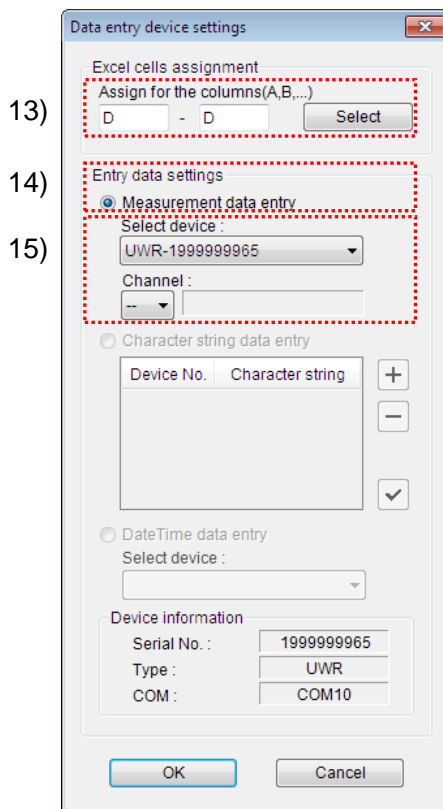 Data entry device settings
Excel cells assignment
13)
Assign for the columns(A,B,...)
D - D Select
14)
Entry data settings
Measurement data entry
15)
Select device :
UWR-1999999965
Channel :
--
Character string data entry
Device No. Character string
DateTime data entry
Select device :
Device information
Serial No. : 1999999965
Type : UWR
COM : COM10
OK Cancel